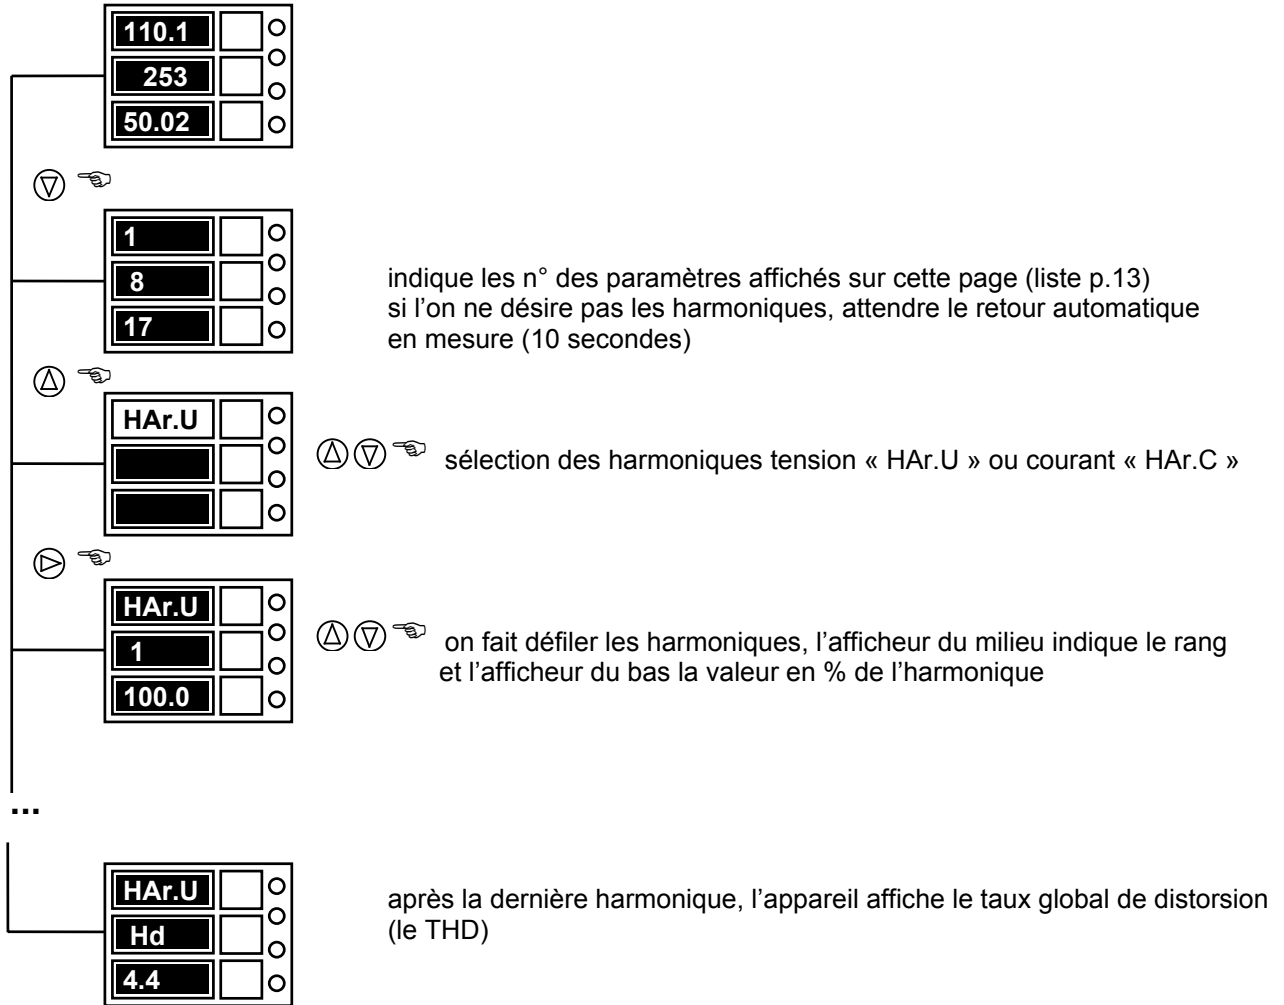 110.1
253
50.02
1
8
17
indique les n° des paramètres affichés sur cette page (liste p.13)
si l’on ne désire pas les harmoniques, attendre le retour automatique
en mesure (10 secondes)
HAr.U
sélection des harmoniques tension « HAr.U » ou courant « HAr.C »
HAr.U
1
100.0
on fait défiler les harmoniques, l’afficheur du milieu indique le rang
et l’afficheur du bas la valeur en % de l’harmonique
...
HAr.U
Hd
4.4
après la dernière harmonique, l’appareil affiche le taux global de distorsion
(le THD)